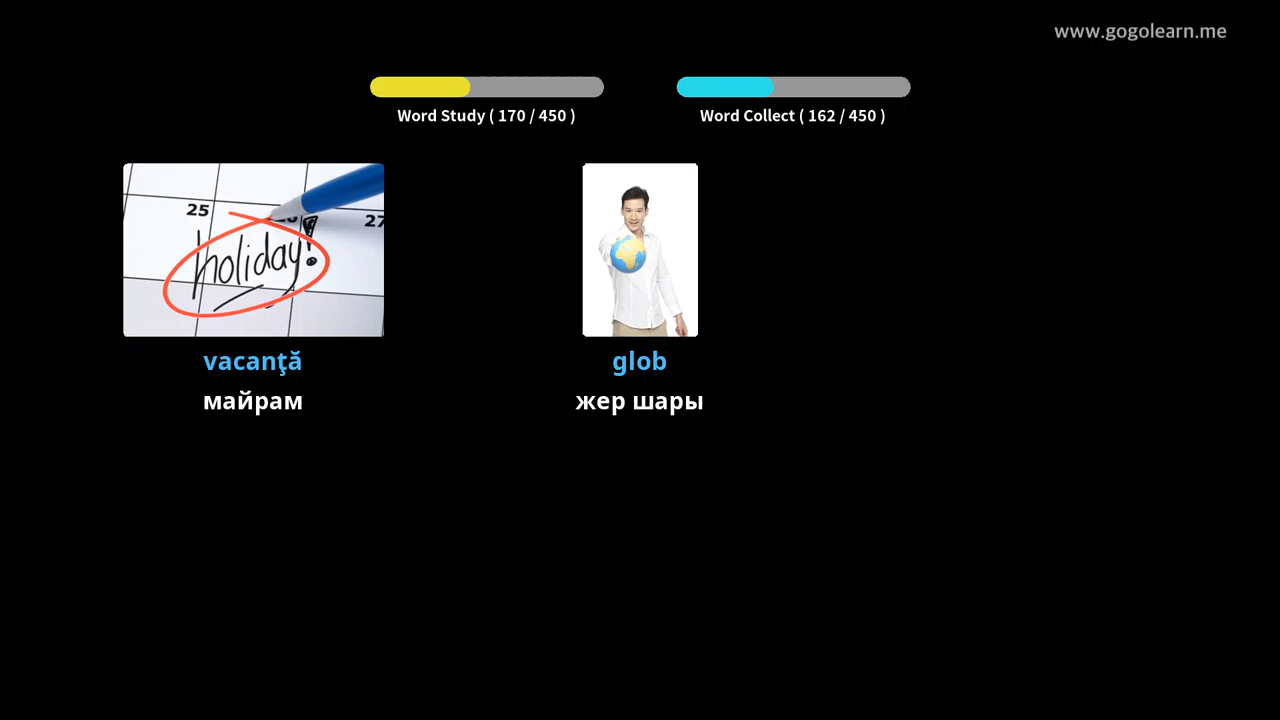 www.gogolearn.me
Word Study ( 170 / 450 )
Word Collect ( 162 / 450 )
25
27
holiday!
vacanţă
glob
майрам
жер шары